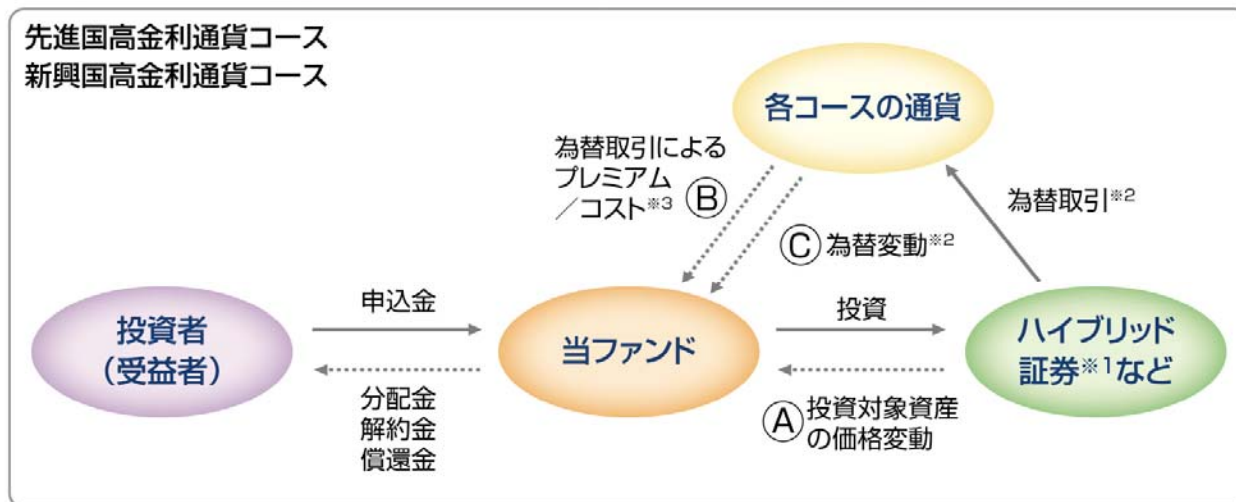 先進国高金利通貨コース
新興国高金利通貨コース
各コースの通貨
為替取引による
プレミアム
／コスト※3
Ⓑ
Ⓒ為替変動※2
為替取引※2
投資者
（受益者）
申込金
分配金
解約金
償還金
当ファンド
投資
Ⓐ投資対象資産
の価格変動
ハイブリッド
証券※1など